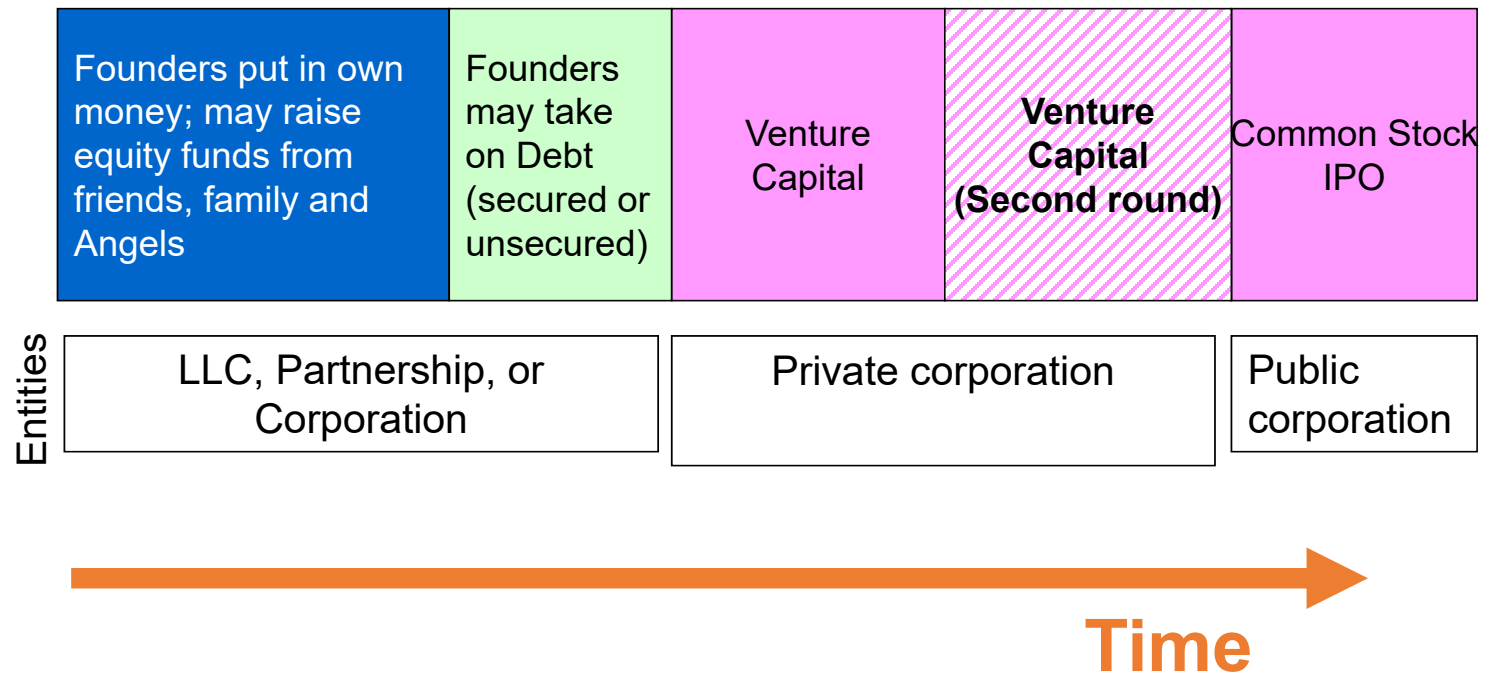 Founders put in own
money; may raise
equity funds from
friends, family and
Angels
Founders
may take
on Debt
(secured or
unsecured)
Venture
Capital
Venture
Capital
(Second round)
Common Stock
IPO
Entities
LLC, Partnership, or
Corporation
Private corporation
Public
corporation
Time